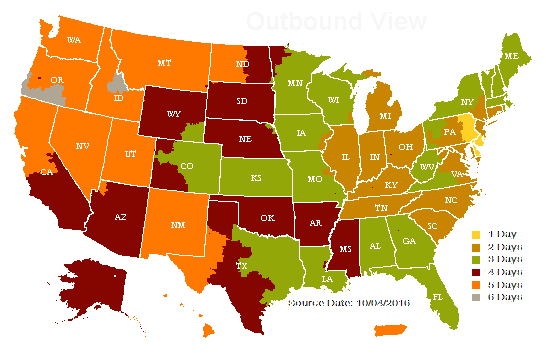 Outbound View
WA
ME
MT
ND
OR
MN
ID
WI
NY
SD
WY
MI
IA
PA
NE
OH
NV
IL
IN
UT
CO
WV
VA
CA
KS
MO
KY
NC
TN
OK
AZ
NM
AR
SC
MS
AL
GA
TX
LA
FL
1 Day
2 Days
3 Days
4 Days
5 Days
6 Days
Source Date: 10/04/2016